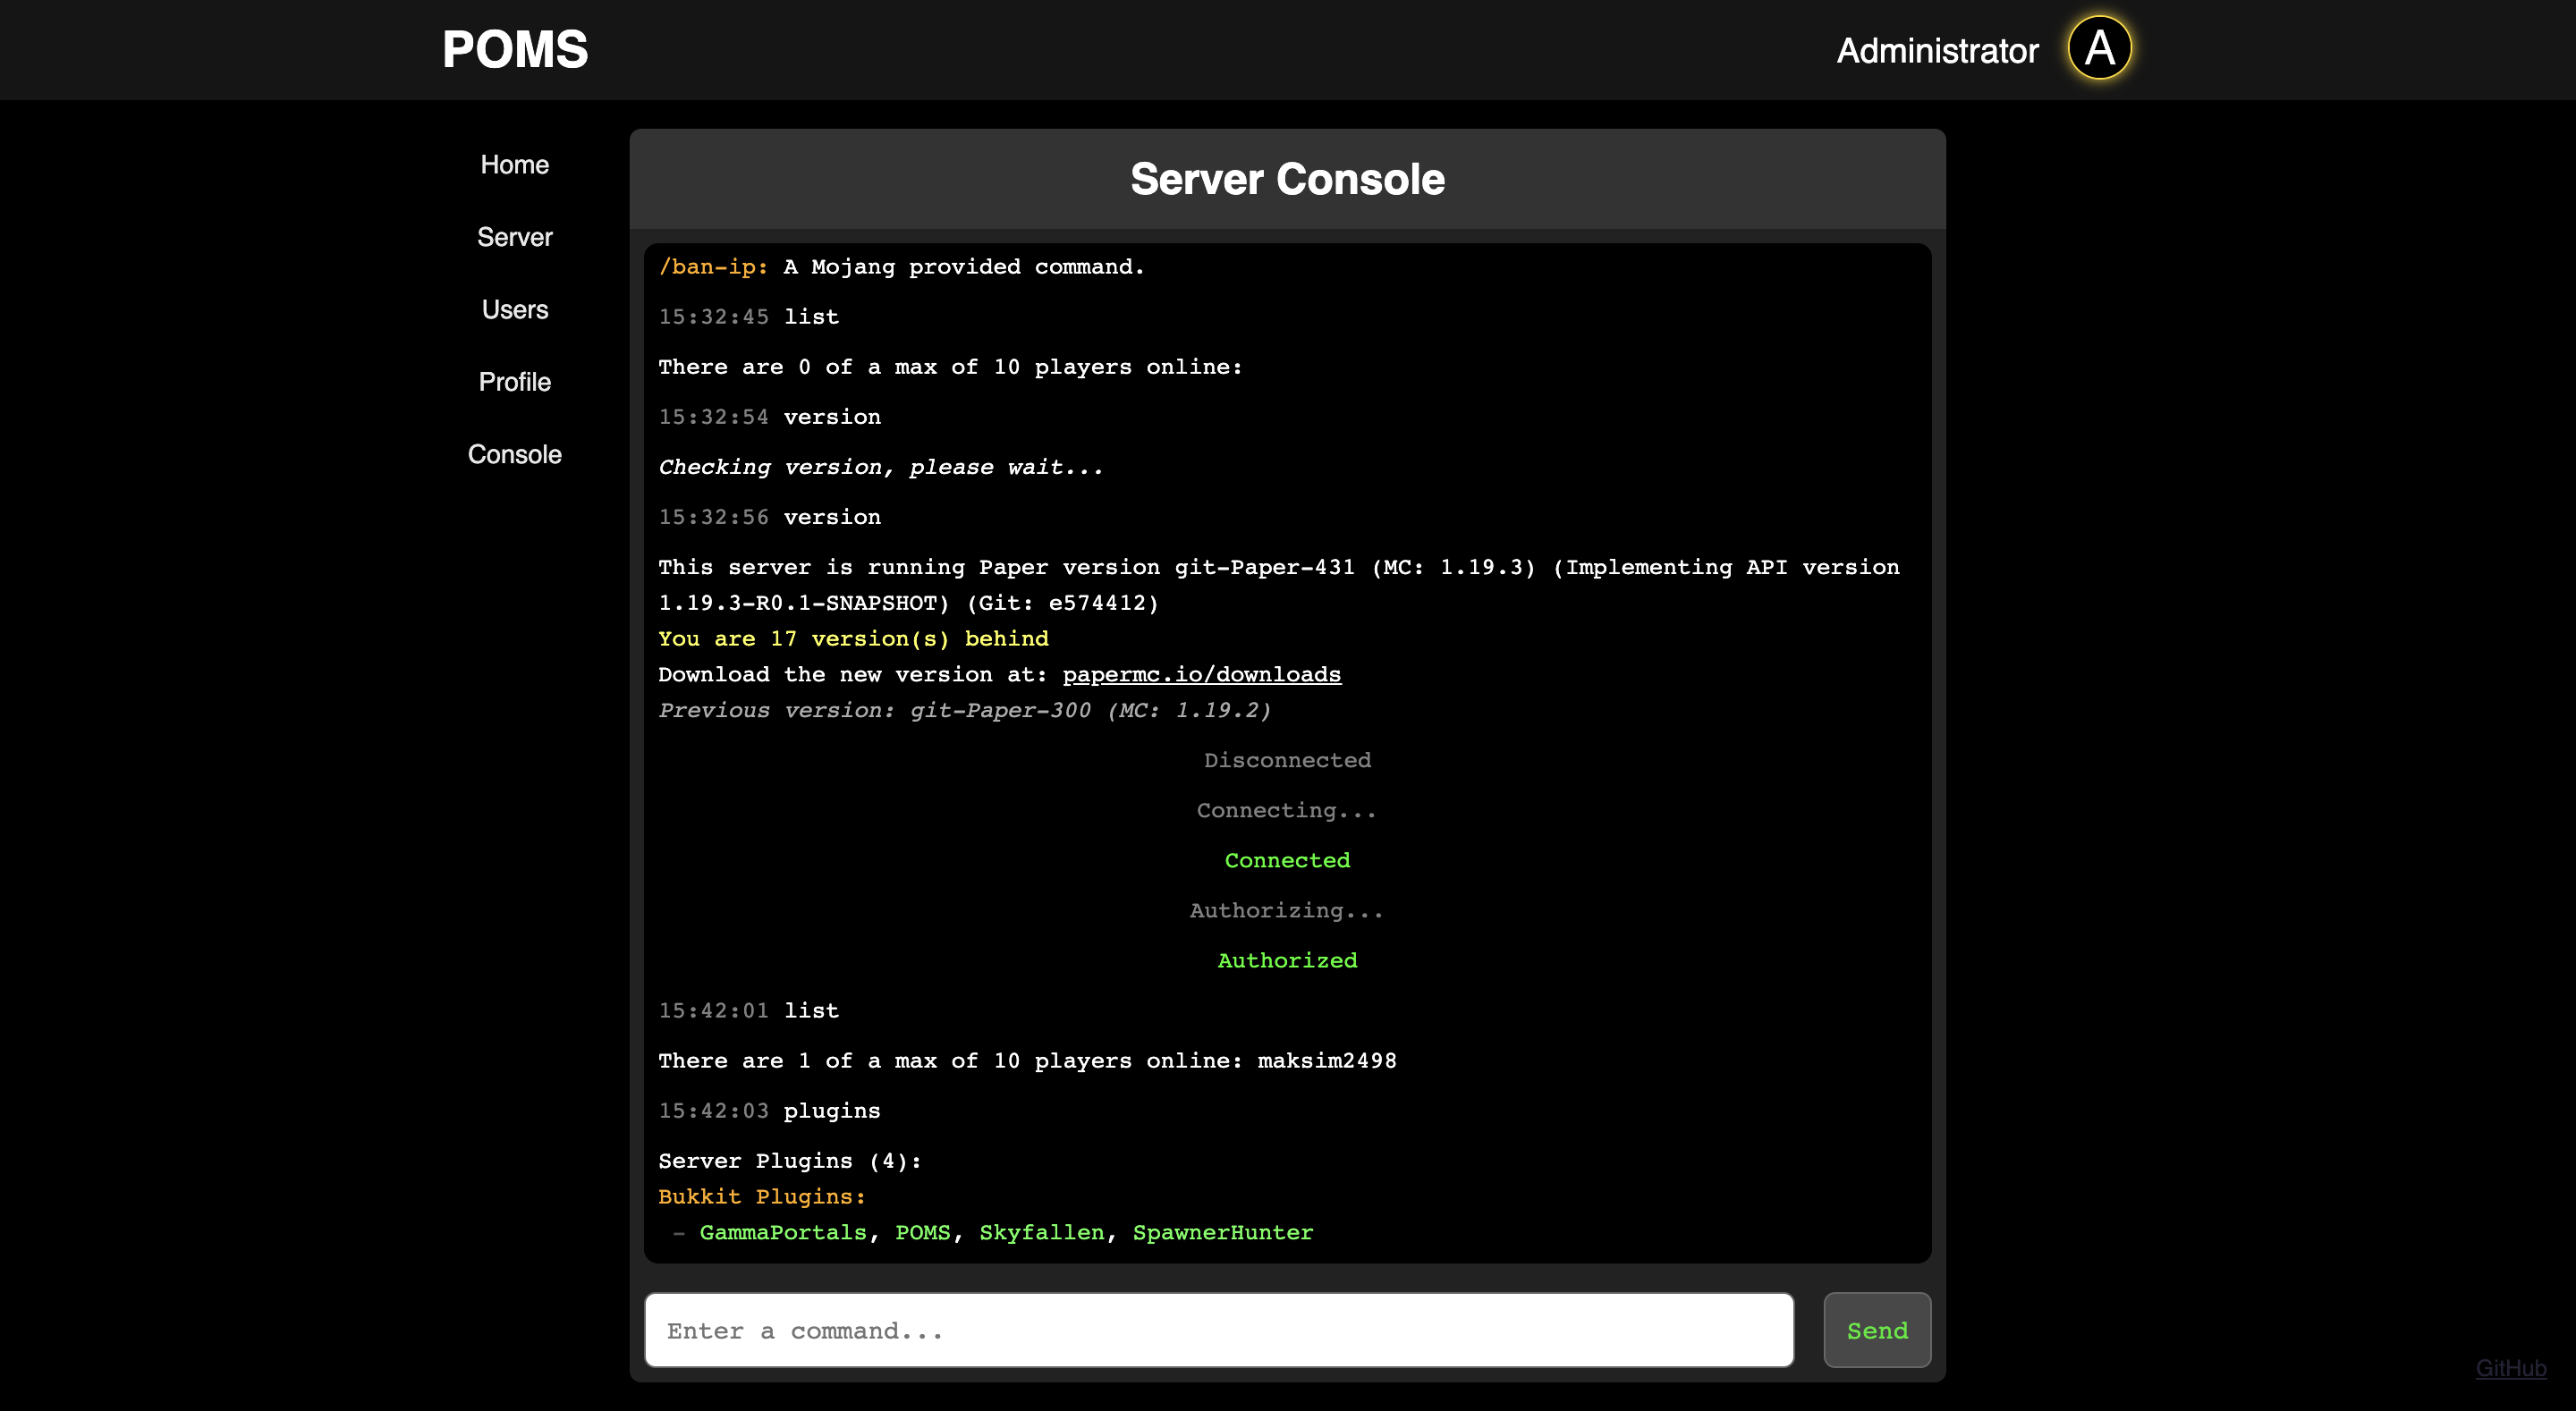 POMS
Administrator
A
Home
Server
Users
Profile
Console
Server Console
/ban-ip: A Mojang provided command.
15:32:45 list
There are 0 of a max of 10 players online:
15:32:54 version
Checking version, please wait...
15:32:56 version
This server is running Paper version git-Paper-431 (MC: 1.19.3) (Implementing API version
1.19.3-R0.1-SNAPSHOT) (Git: e574412)
You are 17 version(s) behind
Download the new version at: papermc.io/downloads
Previous version: git-Paper-300 (MC: 1.19.2)
Disconnected
Connecting...
Connected
Authorizing...
Authorized
15:42:01 list
There are 1 of a max of 10 players online: maksim2498
15:42:03 plugins
Server Plugins (4):
Bukkit Plugins:
- GammaPortals, POMS, Skyfallen, SpawnerHunter
Enter a command...
Send
GitHub